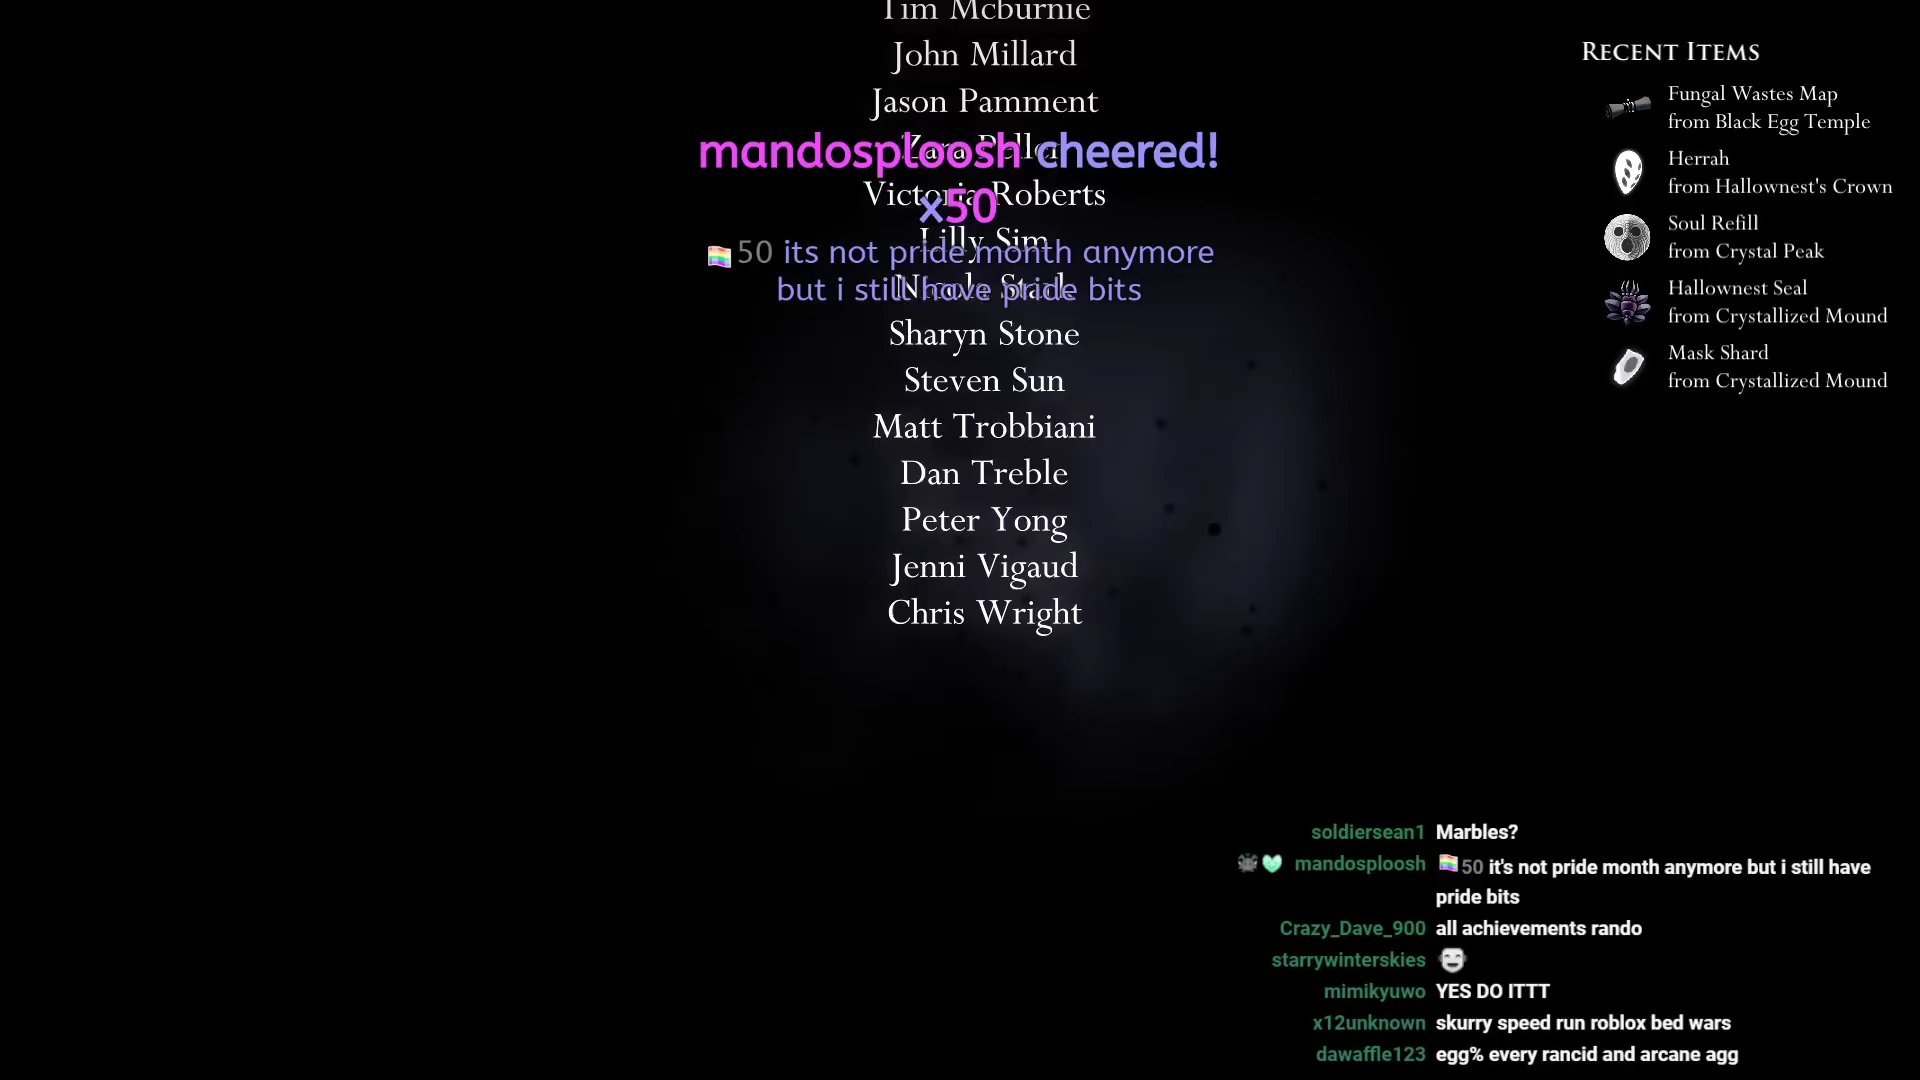 Tim Mcburnie
John Millard
Jason Pamment
mandosploosh cheered!
Victoria Roberts
x50
Lilly Sim
50 its not pride month anymore
but i still have pride bits
Sharyn Stone
Steven Sun
Matt Trobbiani
Dan Treble
Peter Yong
Jenni Vigaud
Chris Wright
Recent Items
Fungal Wastes Map
from Black Egg Temple
Herrah
from Hallownest's Crown
Soul Refill
from Crystal Peak
Hallownest Seal
from Crystallized Mound
Mask Shard
from Crystallized Mound
soldiersean1 Marbles?
mandosploosh 50 it's not pride month anymore but i still have
pride bits
Crazy_Dave_900 all achievements rando
starrywinterskies
mimikyuwo YES DO ITTT
x12unknown skurry speed run roblox bed wars
dawaffle123 egg% every rancid and arcane agg